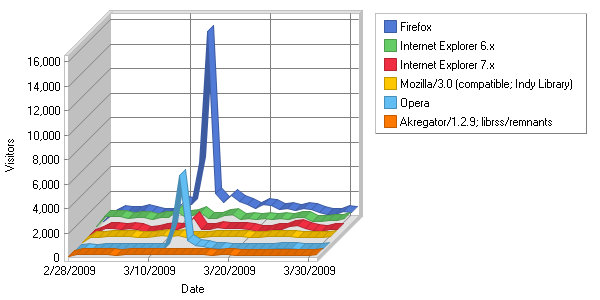 16,000
14,000
12,000
10,000
8,000
6,000
4,000
2,000
0
Visitors
2/28/2009 3/10/2009 3/20/2009 3/30/2009
Date
Firefox
Internet Explorer 6.x
Internet Explorer 7.x
Mozilla/3.0 (compatible; Indy Library)
Opera
Akregator/1.2.9; librss/remnants